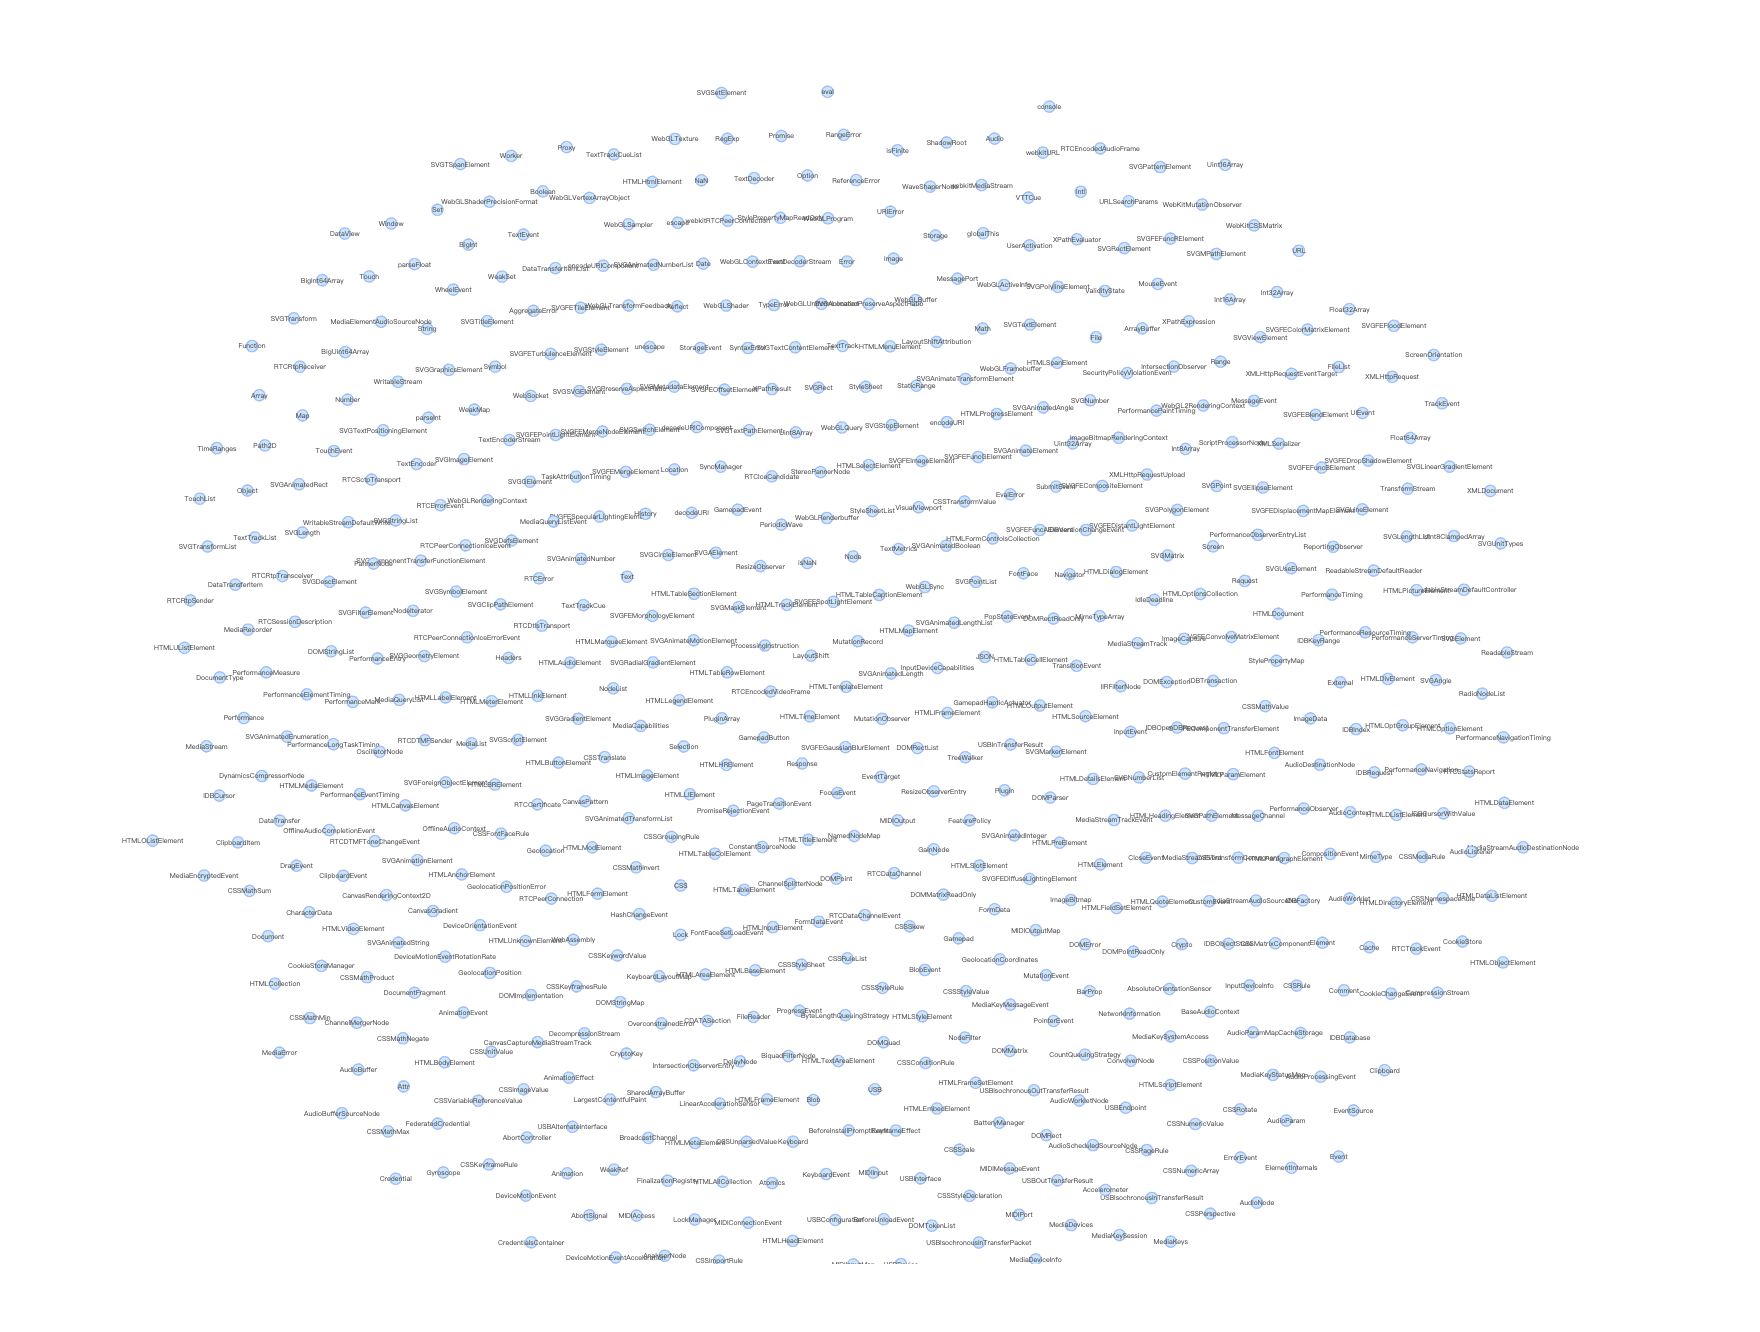 SVGSetElement
eval
console
WebGLTexture
RegExp
Promise
RangeError
isFinite
ShadowRoot
Audio
webkitURL
RTCEncodedAudioFrame
SVGTSpanElement
Worker
Proxy
TextTrackCueList
SVGPatternElement
Uint16Array
HTMLHtmlElement
NaN
TextDecoder
Option
ReferenceError
WaveShaperNode
webkitMediaStream
VTTCue
Intl
URLSearchParams
WebKitMutationObserver
Set
WebGLShaderPrecisionFormat
Boolean
WebGLVertexArrayObject
DataView
Window
BigInt
TextEvent
WebGLSampler
escape
webkitRTCPeerConnection
StylePropertyMapReadOnly
WebGLProgram
URIError
Storage
globalThis
UserActivation
XPathEvaluator
SVGRectElement
SVGFEFuncRElement
SVGMPathElement
WebKitCSSMatrix
URL
BigInt64Array
Touch
parseFloat
WheelEvent
WeakSet
DataTransferItemList
encodeURIComponent
SVGAnimatedNumberList
Date
WebGLContextEvent
TextDecoderStream
Error
Image
MessagePort
WebGLActiveInfo
SVGPolylineElement
ValidityState
MouseEvent
Int16Array
Int32Array
Float32Array
SVGTransform
MediaElementAudioSourceNode
String
SVGTitleElement
AggregateError
SVGFETileElement
WebGLTransformFeedback
Reflect
WebGLShader
TypeError
WebGLUniformLocation
SVGAnimatedPreserveAspectRatio
WebGLBuffer
Math
SVGTextElement
File
ArrayBuffer
XPathExpression
SVGViewElement
SVGFEColorMatrixElement
SVGFEFloodElement
Function
RTCRtpReceiver
BigUint64Array
WritableStream
SVGGraphicsElement
Symbol
SVGFETurbulenceElement
SVGStyleElement
unescape
StorageEvent
SyntaxError
SVGTextContentElement
TextTrack
HTMLMenuElement
LayoutShiftAttribution
WebGLFramebuffer
HTMLSpanElement
SecurityPolicyViolationEvent
IntersectionObserver
Range
XMLHttpRequestEventTarget
FileList
XMLHttpRequest
ScreenOrientation
Array
Map
Number
parseInt
WeakMap
WebSocket
SVGSVGElement
SVGPreserveAspectRatio
SVGMetadataElement
SVGFEOffsetElement
XPathResult
SVGRect
StyleSheet
StaticRange
SVGAnimateTransformElement
HTMLProgressElement
SVGAnimatedAngle
SVGNumber
PerformancePaintTiming
WebGL2RenderingContext
MessageEvent
SVGFEBlendElement
UIEvent
TrackEvent
TimeRanges
Path2D
SVGTextPositioningElement
TouchEvent
TextEncoderStream
SVGFEPointLightElement
SVGFEMergeNodeElement
SVGSwitchElement
decodeURIComponent
SVGTextPathElement
Uint8Array
WebGLQuery
SVGStopElement
encodeURI
SVGAnimateElement
Uint32Array
ImageBitmapRenderingContext
Int8Array
ScriptProcessorNode
XMLSerializer
SVGFEFuncBElement
SVGFEDropShadowElement
Float64Array
SVGLinearGradientElement
TouchList
Object
SVGAnimatedRect
RTCSctpTransport
TextEncoder
SVGImageElement
SVGGElement
TaskAttributionTiming
SVGFEMergeElement
Location
SyncManager
RTCIceCandidate
StereoPannerNode
HTMLSelectElement
SVGFEImageElement
SVGFEFuncGElement
EvalError
SubmitEvent
SVGFECompositeElement
XMLHttpRequestUpload
SVGPoint
SVGEllipseElement
TransformStream
XMLDocument
SVGTransformList
TextTrackList
SVGLength
WritableStreamDefaultWriter
SVGStringList
RTCErrorEvent
WebGLRenderingContext
MediaQueryListEvent
SVGFESpecularLightingElement
History
decodeURI
GamepadEvent
PeriodicWave
WebGLRenderbuffer
StyleSheetList
VisualViewport
CSSTransformValue
SVGFEFuncAElement
IDBVersionChangeEvent
SVGFEDistantLightElement
SVGPolygonElement
SVGFEDisplacementMapElement
SVGLineElement
PerformanceObserverEntryList
Screen
ReportingObserver
SVGLengthList
Uint8ClampedArray
SVGUnitTypes
RTCRtpSender
DataTransferItem
RTCRtpTransceiver
SVGDescElement
PannerNode
SVGComponentTransferFunctionElement
RTCPeerConnectionIceEvent
SVGDefsElement
RTCError
SVGAnimatedNumber
Text
SVGCircleElement
SVGAElement
ResizeObserver
isNaN
Node
TextMetrics
SVGAnimatedBoolean
HTMLFormControlsCollection
FontFace
Navigator
HTMLDialogElement
SVGMatrix
Request
SVGUseElement
ReadableStreamDefaultReader
HTMLPictureElement
HTMLUListElement
MediaRecorder
RTCSessionDescription
SVGFilterElement
NodeIterator
SVGSymbolElement
SVGClipPathElement
TextTrackCue
RTCDtlsTransport
SVGFEMorphologyElement
HTMLTableSectionElement
SVGMaskElement
HTMLTrackElement
SVGFESpotLightElement
HTMLTableCaptionElement
WebGLSync
SVGPointList
SVGAnimatedLengthList
PopStateEvent
DOMRectReadOnly
MimeTypeArray
IdleDeadline
HTMLOptionsCollection
HTMLDocument
PerformanceTiming
PerformanceResourceTiming
PerformanceServerTiming
SVGElement
ReadableStream
DocumentType
PerformanceMeasure
DOMStringList
PerformanceEntry
SVGGeometryElement
RTCPeerConnectionIceErrorEvent
Headers
HTMLAudioElement
HTMLMarqueeElement
SVGRadialGradientElement
SVGAnimateMotionElement
HTMLTableRowElement
ProcessingInstruction
LayoutShift
MutationRecord
HTMLMapElement
SVGAnimatedLength
InputDeviceCapabilities
JSON
HTMLTableCellElement
TransitionEvent
MediaStreamTrack
ImageCapture
SVGFEConvolveMatrixElement
IDBKeyRange
StylePropertyMap
External
HTMLDivElement
SVGAngle
RadioNodeList
Performance
PerformanceElementTiming
PerformanceMark
MediaQueryList
HTMLLabelElement
HTMLMeterElement
HTMLLinkElement
NodeList
HTMLLegendElement
RTCEncodedVideoFrame
HTMLTemplateElement
GamepadHapticActuator
HTMLOutputElement
IIRFilterNode
DOMException
IDBTransaction
CSSMathValue
ImageData
IDBIndex
HTMLOptGroupElement
HTMLOptionElement
PerformanceNavigationTiming
MediaStream
SVGAnimatedEnumeration
PerformanceLongTaskTiming
OscillatorNode
RTCDTMFSender
MediaList
SVGScriptElement
SVGGradientElement
MediaCapabilities
PluginArray
Selection
GamepadButton
HTMLTimeElement
MutationObserver
HTMLIFrameElement
SVGFEGaussianBlurElement
DOMRectList
USBInTransferResult
TreeWalker
HTMLSourceElement
SVGMarkerElement
InputEvent
IDBOpenDBRequest
SVGFEComponentTransferElement
HTMLFontElement
AudioDestinationNode
IDBRequest
PerformanceNavigation
RTCStatsReport
IDBCursor
DynamicsCompressorNode
HTMLMediaElement
PerformanceEventTiming
HTMLCanvasElement
SVGForeignObjectElement
HTMLBRElement
HTMLButtonElement
CSSTranslate
HTMLImageElement
HTMLHRElement
Response
EventTarget
FocusEvent
ResizeObserverEntry
Plugin
DOMParser
HTMLDetailsElement
SVGNumberList
CustomElementRegistry
HTMLParamElement
PerformanceObserver
AudioContext
HTMLDListElement
IDBCursorWithValue
HTMLDataElement
HTMLOListElement
ClipboardItem
DataTransfer
OfflineAudioCompletionEvent
RTCDTMFToneChangeEvent
OfflineAudioContext
CSSFontFaceRule
RTCCertificate
CanvasPattern
SVGAnimatedTransformList
HTMLLIElement
CSSGroupingRule
PromiseRejectionEvent
PageTransitionEvent
HTMLTitleElement
NamedNodeMap
MIDIOutput
FeaturePolicy
GainNode
SVGAnimatedInteger
HTMLPreElement
MediaStreamTrackEvent
HTMLHeadingElement
SVGPathElement
MessageChannel
CompositionEvent
MimeType
CSSMediaRule
AudioListener
MediaStreamAudioDestinationNode
MediaEncryptedEvent
DragEvent
ClipboardEvent
SVGAnimationElement
HTMLAnchorElement
Geolocation
HTMLModElement
CSSMathInvert
HTMLTableColElement
ConstantSourceNode
HTMLElement
CloseEvent
HTMLParagraphElement
CSSMathSum
CharacterData
CanvasRenderingContext2D
CanvasGradient
GeolocationPositionError
RTCPeerConnection
HTMLFormElement
CSS
HTMLTableElement
ChannelSplitterNode
DOMPoint
RTCDataChannel
HTMLSlotElement
DOMMatrixReadOnly
SVGFEDiffuseLightingElement
ImageBitmap
HTMLFieldSetElement
HTMLQuoteElement
CustomEvent
IDBFactory
AudioWorklet
HTMLDirectoryElement
CSSNamespaceRule
HTMLDataListElement
Document
HTMLVideoElement
SVGAnimatedString
DeviceOrientationEvent
HTMLUnknownElement
WebAssembly
HashChangeEvent
Lock
FontFaceSetLoadEvent
HTMLInputElement
FormDataEvent
RTCDataChannelEvent
CSSSkew
FormData
Gamepad
MIDIOutputMap
DOMError
DOMPointReadOnly
Crypto
IDBObjectStore
CSSMatrixComponent
Element
Cache
RTCTrackEvent
CookieStore
HTMLCollection
CookieStoreManager
CSSMathProduct
DeviceMotionEventRotationRate
GeolocationPosition
CSSKeywordValue
CSSKeyframesRule
KeyboardLayoutMap
HTMLAreaElement
HTMLBaseElement
CSSStyleSheet
CSSRuleList
BlobEvent
GeolocationCoordinates
MutationEvent
HTMLObjectElement
CSSMathMin
ChannelMergerNode
DocumentFragment
AnimationEvent
DOMImplementation
DOMStringMap
OverconstrainedError
CDATASection
FileReader
ProgressEvent
ByteLengthQueuingStrategy
CSSStyleRule
HTMLStyleElement
CSSStyleValue
MediaKeyMessageEvent
PointerEvent
BarProp
NetworkInformation
AbsoluteOrientationSensor
BaseAudioContext
InputDeviceInfo
CSSRule
Comment
CookieChangeEvent
CompressionStream
MediaError
AudioBuffer
CSSMathNegate
HTMLBodyElement
CSSUnitValue
CanvasCaptureMediaStreamTrack
DecompressionStream
CryptoKey
IntersectionObserverEntry
DelayNode
BiquadFilterNode
HTMLTextAreaElement
DOMQuad
CSSConditionRule
NodeFilter
DOMMatrix
CountQueuingStrategy
ConvolverNode
MediaKeySystemAccess
CSSPositionValue
AudioParamMap
CacheStorage
IDBDatabase
MediaKeyStatusMap
AudioProcessingEvent
Clipboard
AudioBufferSourceNode
Attr
CSSVariableReferenceValue
CSSImageValue
AnimationEffect
LargestContentfulPaint
SharedArrayBuffer
LinearAccelerationSensor
HTMLFrameElement
Blob
USB
HTMLEmbedElement
HTMLFrameSetElement
USBIsochronousOutTransferResult
AudioWorkletNode
USBEndpoint
HTMLScriptElement
CSSRotate
CSSNumericValue
AudioParam
EventSource
CSSMathMax
FederatedCredential
AbortController
USBAlternateInterface
BroadcastChannel
HTMLMetaElement
CSSUnparsedValue
Keyboard
BeforeInstallPromptEvent
KeyframeEffect
BatteryManager
DOMRect
CSSScale
AudioScheduledSourceNode
CSSPageRule
ErrorEvent
ElementInternals
Event
Credential
Gyroscope
CSSKeyframeRule
DeviceMotionEvent
Animation
WeakRef
FinalizationRegistry
HTMLAllCollection
Atomics
KeyboardEvent
MIDIInput
USBInterface
CSSStyleDeclaration
MIDIMessageEvent
USBOutTransferResult
Accelerometer
USBIsochronousInTransferResult
CSSNumericArray
CSSPerspective
AudioNode
CredentialsContainer
AbortSignal
MIDIAccess
LockManager
MIDIConnectionEvent
HTMLHeadElement
USBConfiguration
BeforeUnloadEvent
DOMTokenList
USBIsochronousInTransferPacket
MIDIPort
MediaDevices
MediaKeySession
MediaKeys
DeviceMotionEventAcceleration
AnalyserNode
CSSImportRule
MediaDeviceInfo